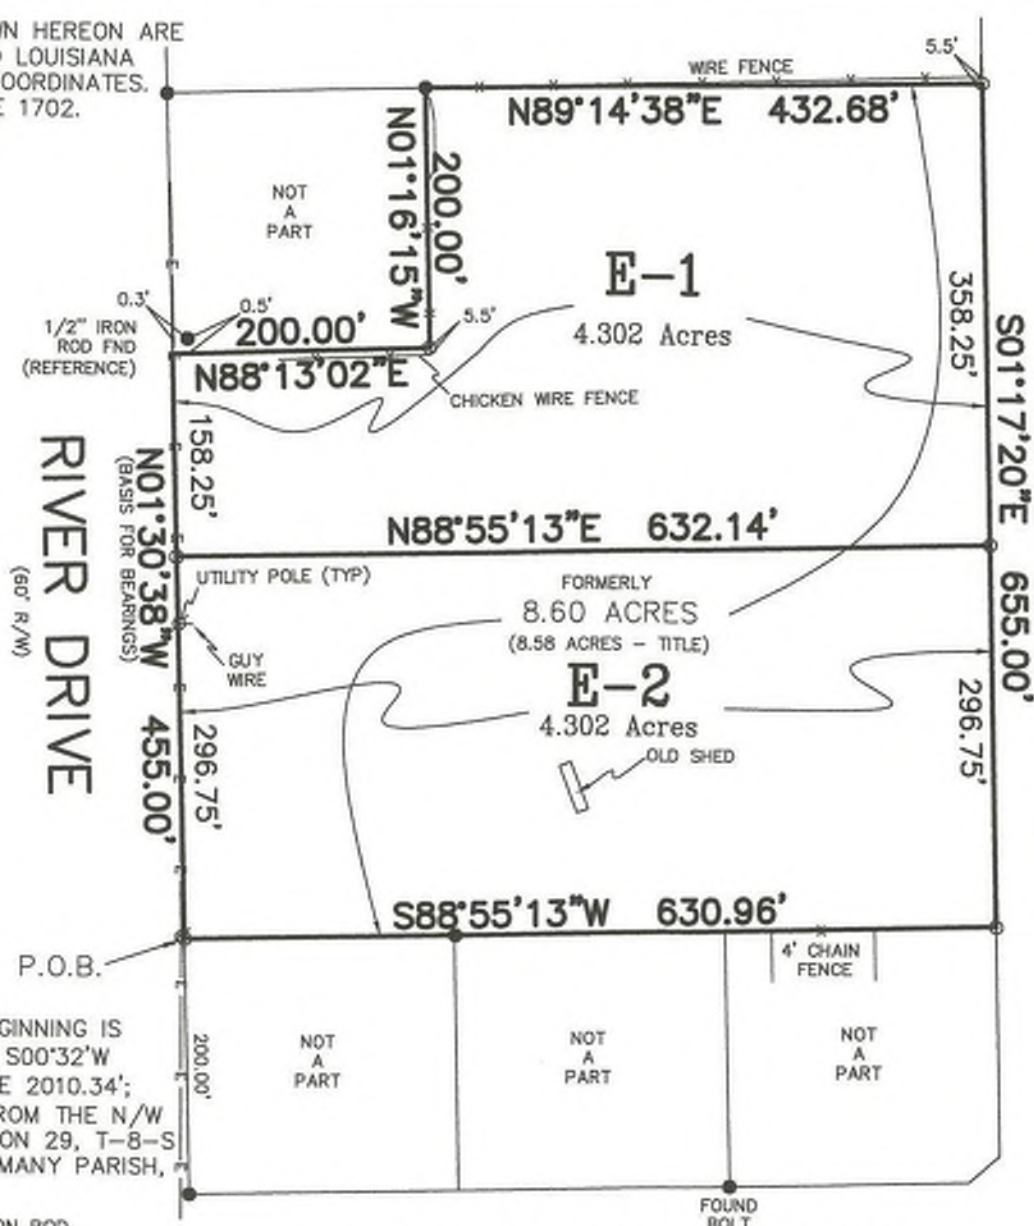 WN HEREON ARE
LOUISIANA
OORDINATES.
E 1702.
5.5'
WIRE FENCE
N89°14'38"E 432.68'
N01°16'15"W
200.00'
NOT
A
PART
E-1
4.302 Acres
358.25'
S01°17'20"E 655.00'
0.3'
0.5'
1/2" IRON
ROD FND
(REFERENCE)
200.00'
5.5'
N88°13'02"E
CHICKEN WIRE FENCE
158.25'
RIVER DRIVE
(60' R/W)
N01°30'38"W 455.00'
(BASIS FOR BEARINGS)
N88°55'13"E 632.14'
UTILITY POLE (TYP)
GUY
WIRE
FORMERLY
8.60 ACRES
(8.58 ACRES - TITLE)
E-2
4.302 Acres
296.75'
296.75'
OLD SHED
S88°55'13"W 630.96'
P.O.B.
4' CHAIN
FENCE
GINNING IS
S00°32'W
E 2010.34';
ROM THE N/W
ON 29, T-8-S
MANY PARISH,
200.00'
NOT
A
PART
NOT
A
PART
NOT
A
PART
FOUND
BOLT